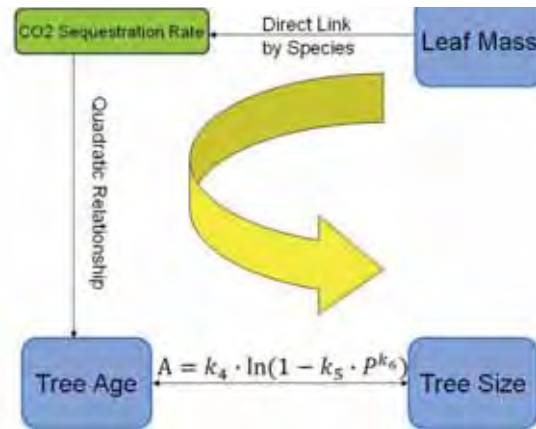 CO2 Sequestration Rate
Direct Link
by Species
Leaf Mass
Quadratic Relationship
Tree Age
A = k₄ · ln(1 − k₅ · P^{k₆})
Tree Size